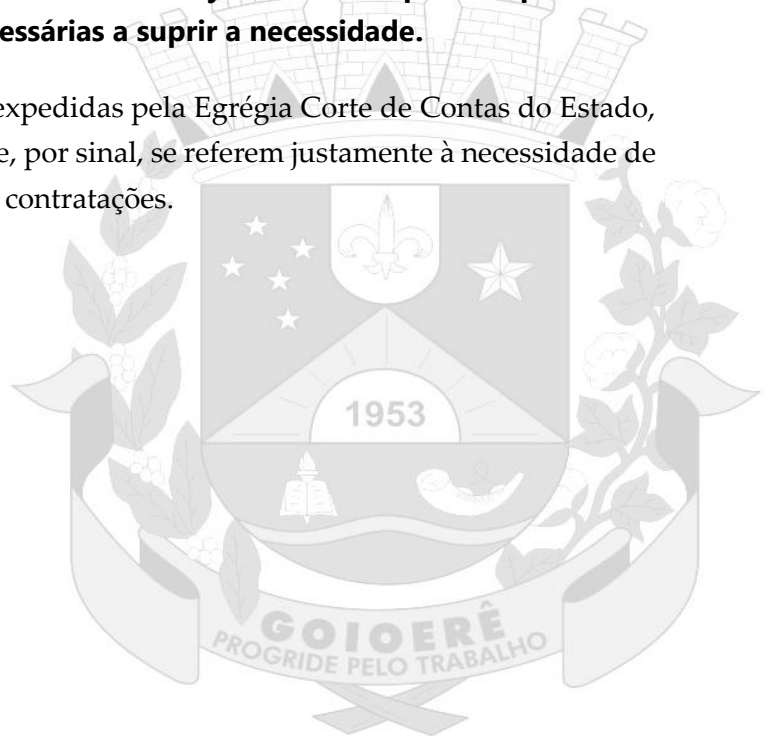 essárias a suprir a necessidade.
expedidas pela Egrégia Corte de Contas do Estado,
e, por sinal, se referem justamente à necessidade de
contratações.
1953
GOIOERÊ
PROGRIDE PELO TRABALHO